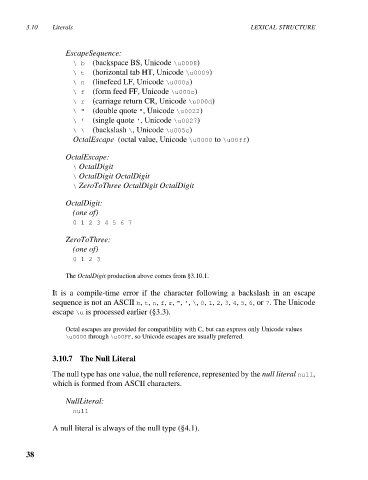 3.10 Literals LEXICAL STRUCTURE
EscapeSequence:
\ b (backspace BS, Unicode \u0008)
\ t (horizontal tab HT, Unicode \u0009)
\ n (linefeed LF, Unicode \u000a)
\ f (form feed FF, Unicode \u000c)
\ r (carriage return CR, Unicode \u000d)
\ " (double quote ", Unicode \u0022)
\ ' (single quote ', Unicode \u0027)
\ \ (backslash \, Unicode \u005c)
OctalEscape (octal value, Unicode \u0000 to \u00ff)
OctalEscape:
\ OctalDigit
\ OctalDigit OctalDigit
\ ZeroToThree OctalDigit OctalDigit
OctalDigit:
(one of)
0 1 2 3 4 5 6 7
ZeroToThree:
(one of)
0 1 2 3
The OctalDigit production above comes from §3.10.1.
It is a compile-time error if the character following a backslash in an escape
sequence is not an ASCII b, t, n, f, r, ", ', \, 0, 1, 2, 3, 4, 5, 6, or 7. The Unicode
escape \u is processed earlier (§3.3).
Octal escapes are provided for compatibility with C, but can express only Unicode values
\u0000 through \u00FF, so Unicode escapes are usually preferred.
3.10.7 The Null Literal
The null type has one value, the null reference, represented by the null literal null,
which is formed from ASCII characters.
NullLiteral:
null
A null literal is always of the null type (§4.1).
38